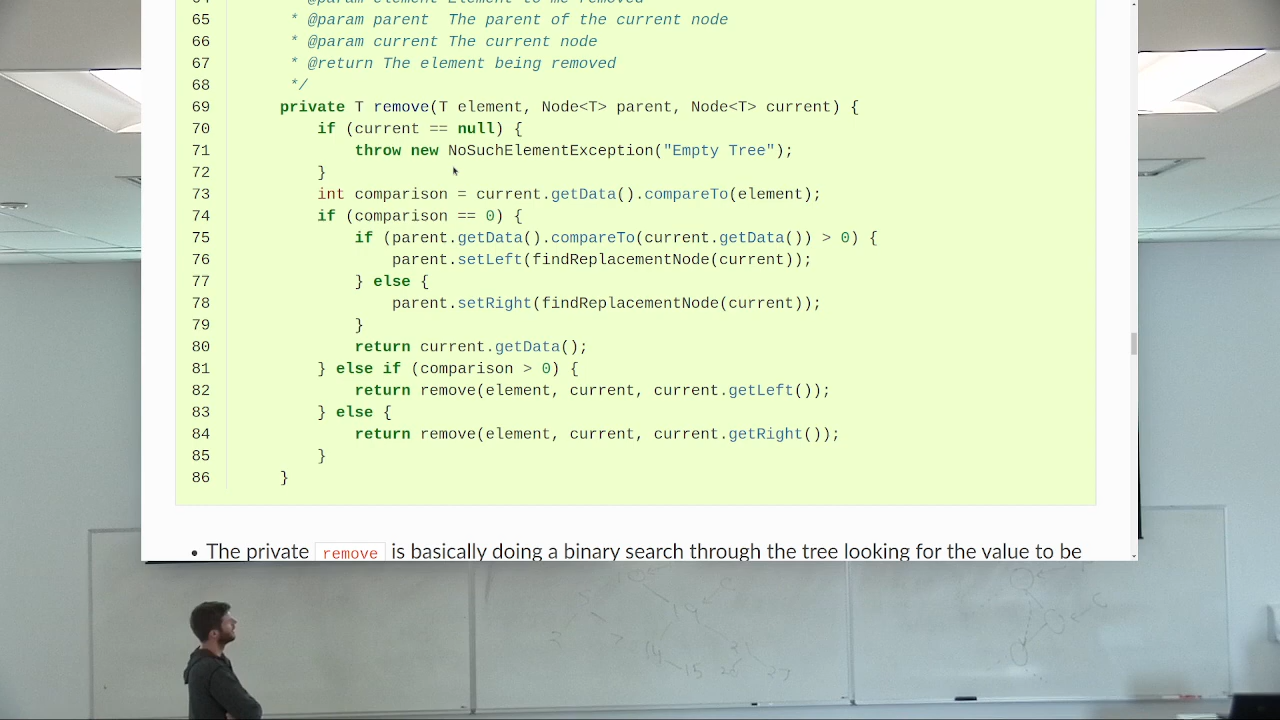 65 * @param parent  The parent of the current node
66 * @param current The current node
67 * @return The element being removed
68 */
69 private T remove(T element, Node<T> parent, Node<T> current) {
70 if (current == null) {
71 throw new NoSuchElementException("Empty Tree");
72 }
73 int comparison = current.getData().compareTo(element);
74 if (comparison == 0) {
75 if (parent.getData().compareTo(current.getData()) > 0) {
76 parent.setLeft(findReplacementNode(current));
77 } else {
78 parent.setRight(findReplacementNode(current));
79 }
80 return current.getData();
81 } else if (comparison > 0) {
82 return remove(element, current, current.getLeft());
83 } else {
84 return remove(element, current, current.getRight());
85 }
86 }
• The private remove is basically doing a binary search through the tree looking for the value to be